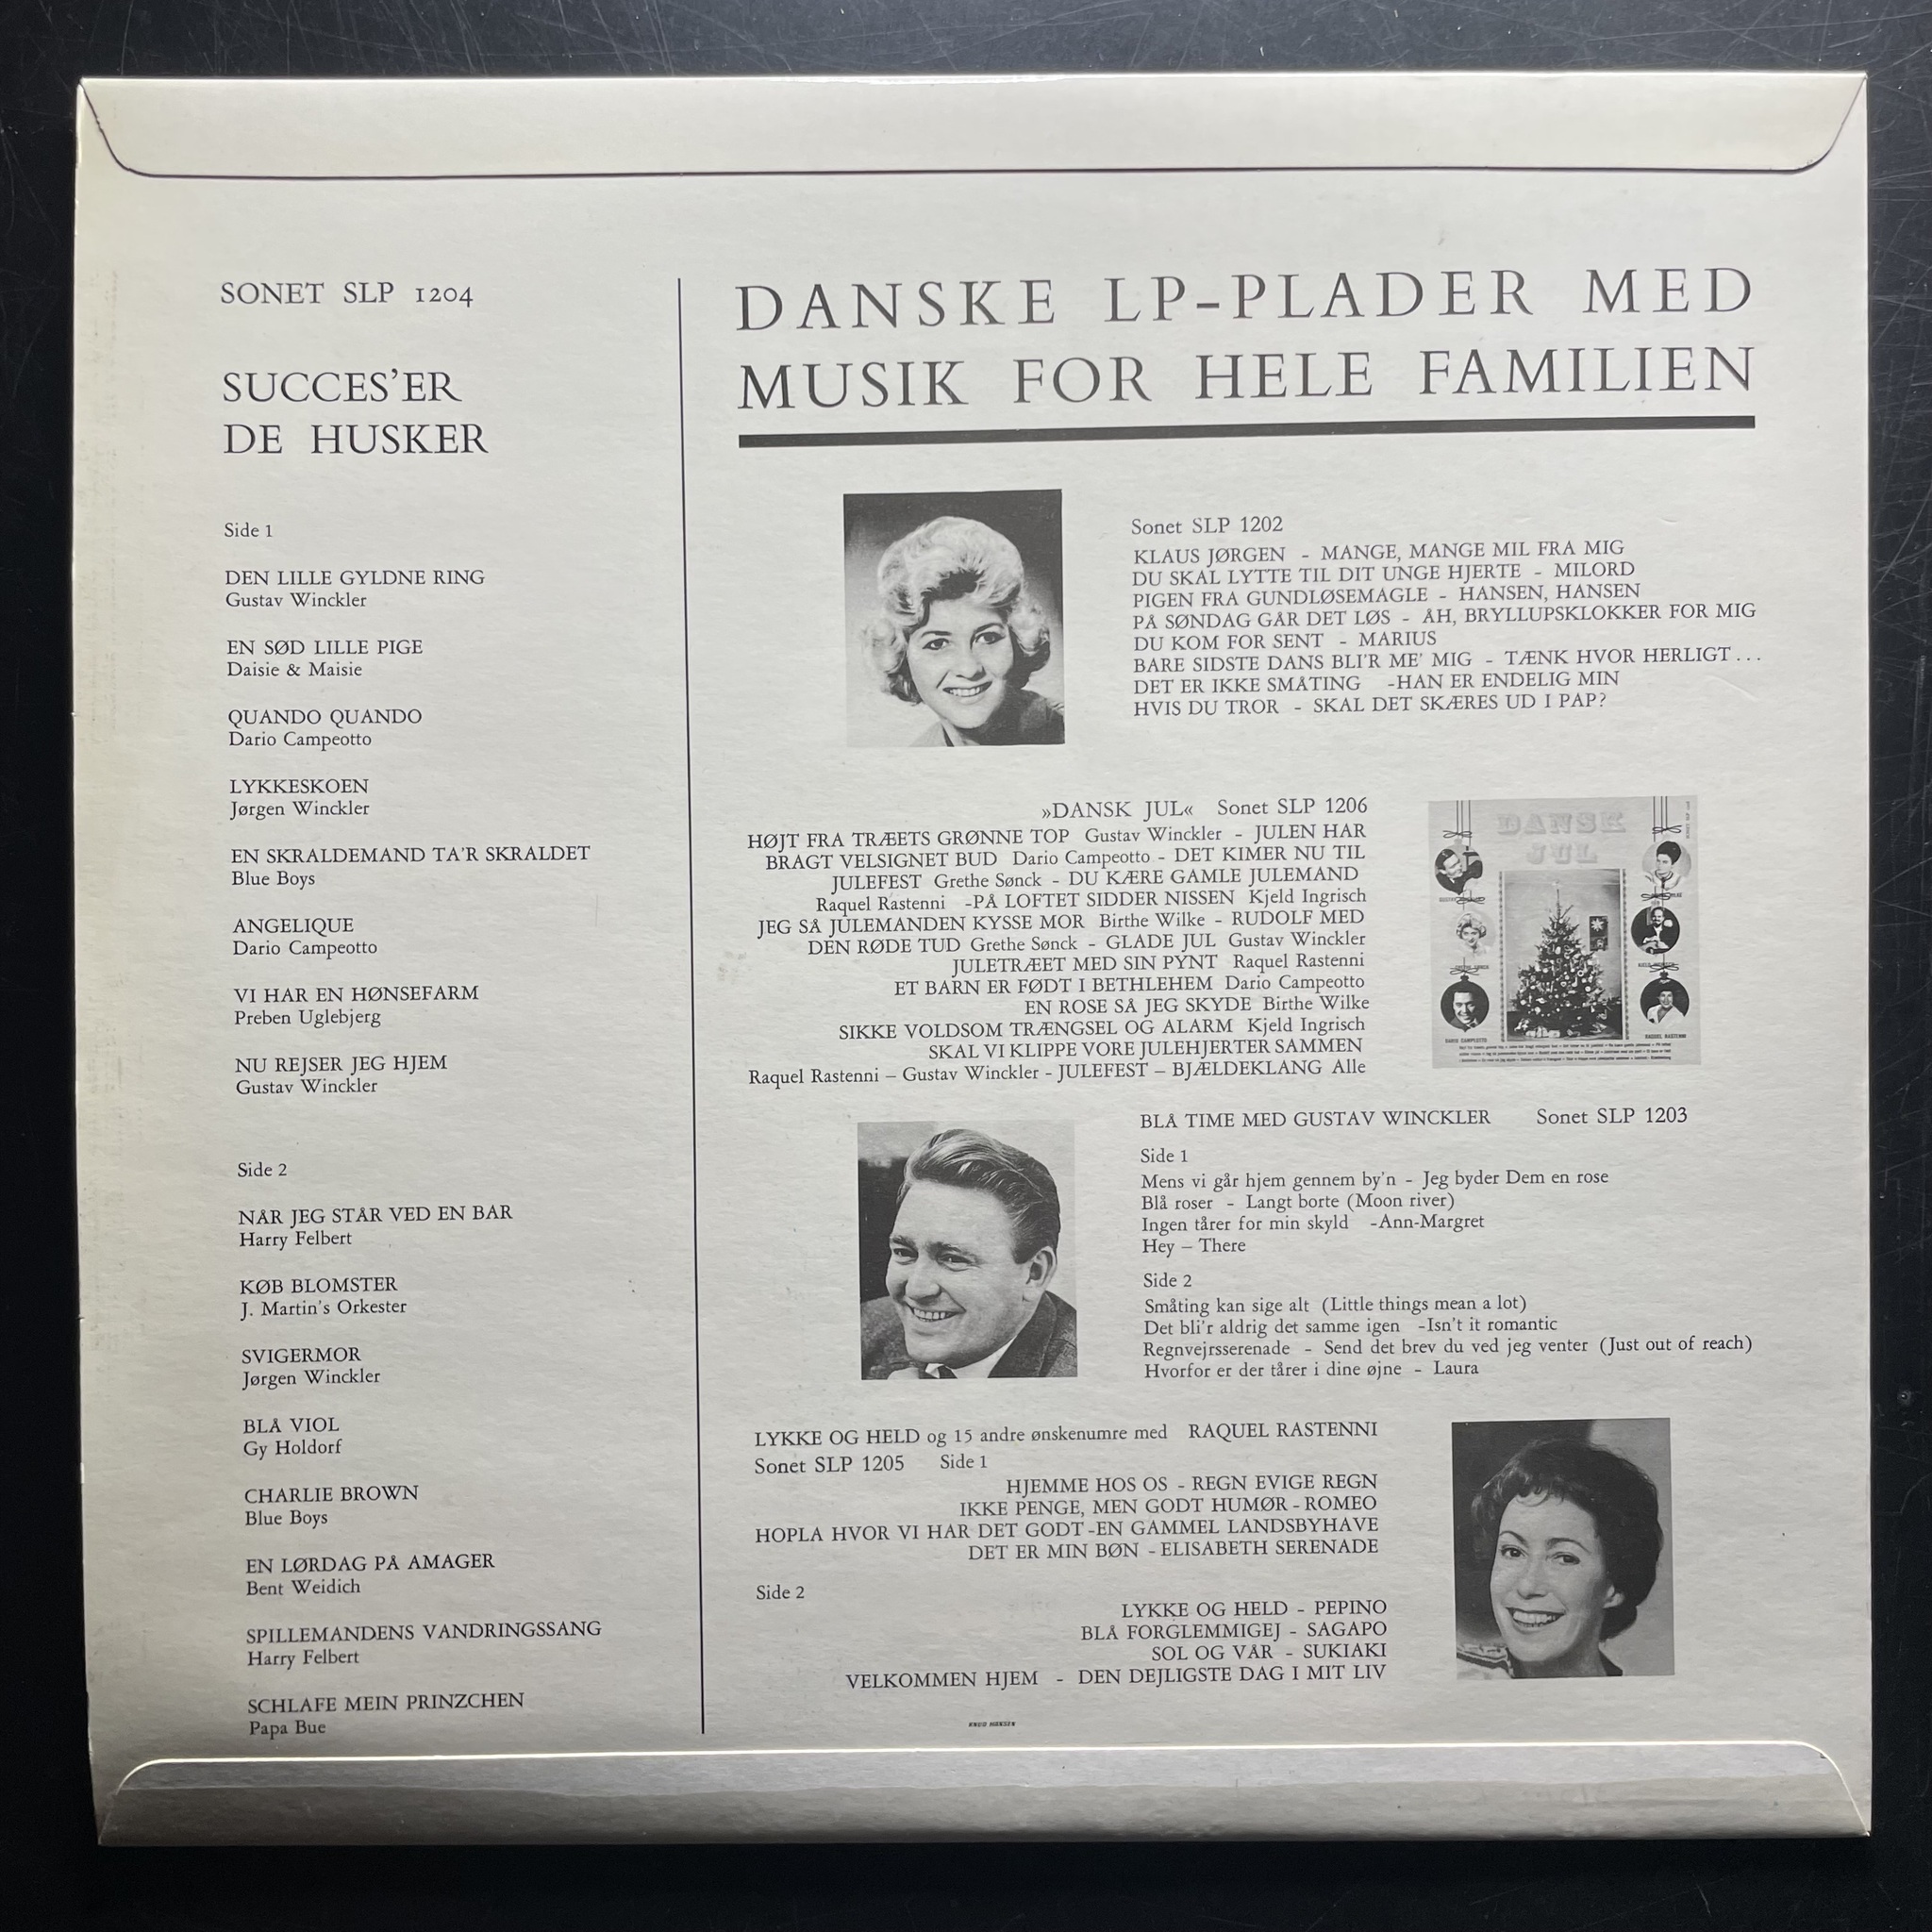 SONET SLP 1204
SUCCES'ER
DE HUSKER
Side 1
DEN LILLE GYLDNE RING
Gustav Winckler
EN SØD LILLE PIGE
Daisie & Maisie
QUANDO QUANDO
Dario Campeotto
LYKKESKOEN
Jørgen Winckler
EN SKRALDEMAND TA'R SKRALDET
Blue Boys
ANGELIQUE
Dario Campeotto
VI HAR EN HØNSEFARM
Preben Uglebjerg
NU REJSER JEG HJEM
Gustav Winckler
Side 2
NÅR JEG STÅR VED EN BAR
Harry Felbert
KØB BLOMSTER
J. Martin's Orkester
SVIGERMOR
Jørgen Winckler
BLÅ VIOL
Gy Holdorf
CHARLIE BROWN
Blue Boys
EN LØRDAG PÅ AMAGER
Bent Weidich
SPILLEMANDENS VANDRINGSSANG
Harry Felbert
SCHLAFE MEIN PRINZCHEN
Papa Bue
DANSKE LP-PLADER MED
MUSIK FOR HELE FAMILIEN
Sonet SLP 1202
KLAUS JØRGEN - MANGE, MANGE MIL FRA MIG
DU SKAL LYTTE TIL DIT UNGE HJERTE - MILORD
PIGEN FRA GUNDLØSEMAGLE - HANSEN, HANSEN
PÅ SØNDAG GÅR DET LØS - ÅH, BRYLLUPSKLOKKER FOR MIG
DU KOM FOR SENT - MARIUS
BARE SIDSTE DANS BLI'R ME' MIG - TÆNK HVOR HERLIGT...
DET ER IKKE SMÅTING -HAN ER ENDELIG MIN
HVIS DU TROR - SKAL DET SKÆRES UD I PAP?
»DANSK JUL« Sonet SLP 1206
HØJT FRA TRÆETS GRØNNE TOP Gustav Winckler - JULEN HAR
BRAGT VELSIGNET BUD Dario Campeotto - DET KIMER NU TIL
JULEFEST Grethe Sønck - DU KÆRE GAMLE JULEMAND
Raquel Rastenni -PÅ LOFTET SIDDER NISSEN Kjeld Ingrisch
JEG SÅ JULEMANDEN KYSSE MOR Birthe Wilke - RUDOLF MED
DEN RØDE TUD Grethe Sønck - GLADE JUL Gustav Winckler
JULETRÆET MED SIN PYNT Raquel Rastenni
ET BARN ER FØDT I BETHLEHEM Dario Campeotto
EN ROSE SÅ JEG SKYDE Birthe Wilke
SIKKE VOLDSOM TRÆNGSEL OG ALARM Kjeld Ingrisch
SKAL VI KLIPPE VORE JULEHJERTER SAMMEN
Raquel Rastenni – Gustav Winckler - JULEFEST – BJÆLDEKLANG Alle
DANSK
JUL
DARIO CAMPEOTTO
RAQUEL RASTENNI
BLÅ TIME MED GUSTAV WINCKLER Sonet SLP 1203
Side 1
Mens vi går hjem gennem by'n - Jeg byder Dem en rose
Blå roser - Langt borte (Moon river)
Ingen tårer for min skyld -Ann-Margret
Hey – There
Side 2
Småting kan sige alt (Little things mean a lot)
Det bli'r aldrig det samme igen -Isn't it romantic
Regnvejrsserenade - Send det brev du ved jeg venter (Just out of reach)
Hvorfor er der tårer i dine øjne - Laura
LYKKE OG HELD og 15 andre ønskenumre med RAQUEL RASTENNI
Sonet SLP 1205 Side 1
HJEMME HOS OS - REGN EVIGE REGN
IKKE PENGE, MEN GODT HUMØR - ROMEO
HOPLA HVOR VI HAR DET GODT -EN GAMMEL LANDSBYHAVE
DET ER MIN BØN - ELISABETH SERENADE
Side 2
LYKKE OG HELD - PEPINO
BLÅ FORGLEMMIGEJ - SAGAPO
SOL OG VÅR - SUKIAKI
VELKOMMEN HJEM - DEN DEJLIGSTE DAG I MIT LIV